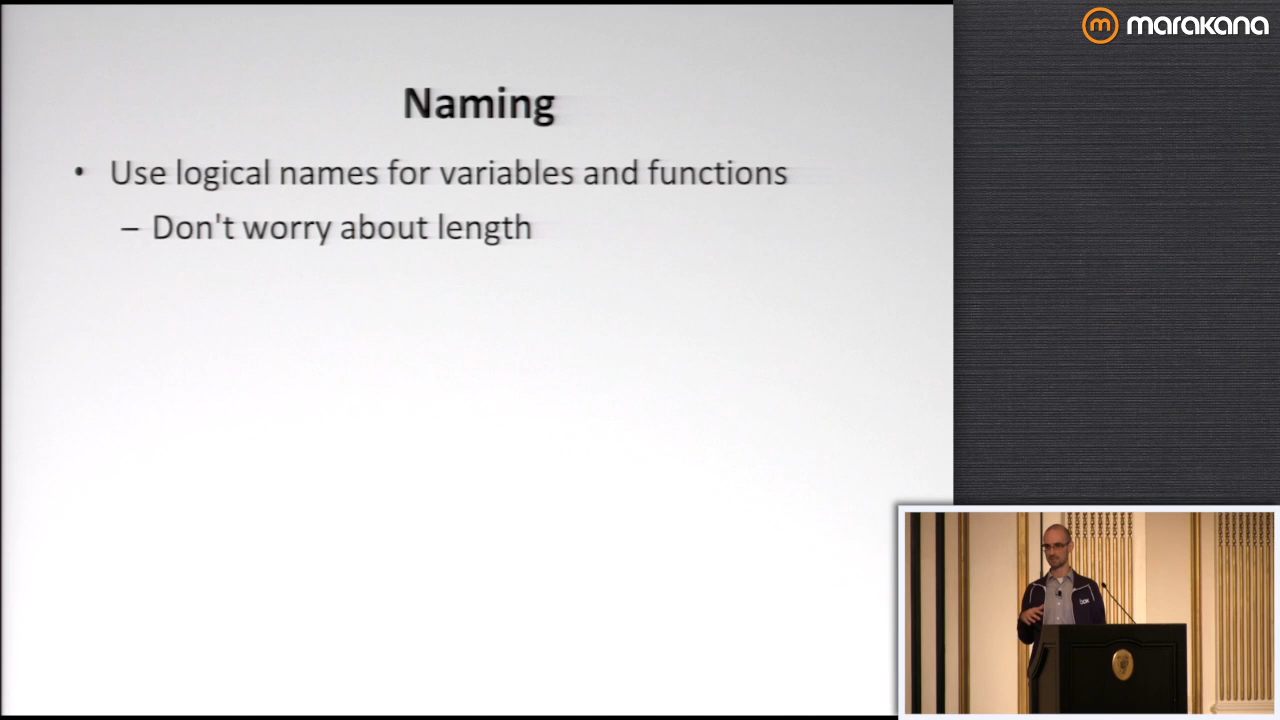 marakana
Naming
• Use logical names for variables and functions
– Don't worry about length